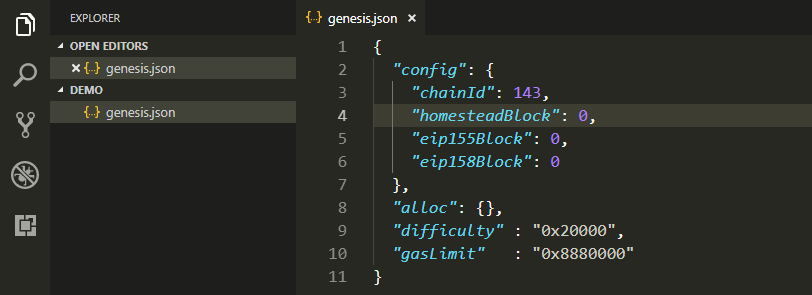 EXPLORER
OPEN EDITORS
× {..} genesis.json
DEMO
{..} genesis.json
{..} genesis.json ×
1 {
2 "config": {
3 "chainId": 143,
4 "homesteadBlock": 0,
5 "eip155Block": 0,
6 "eip158Block": 0
7 },
8 "alloc": {},
9 "difficulty" : "0x20000",
10 "gasLimit"   : "0x8880000"
11 }